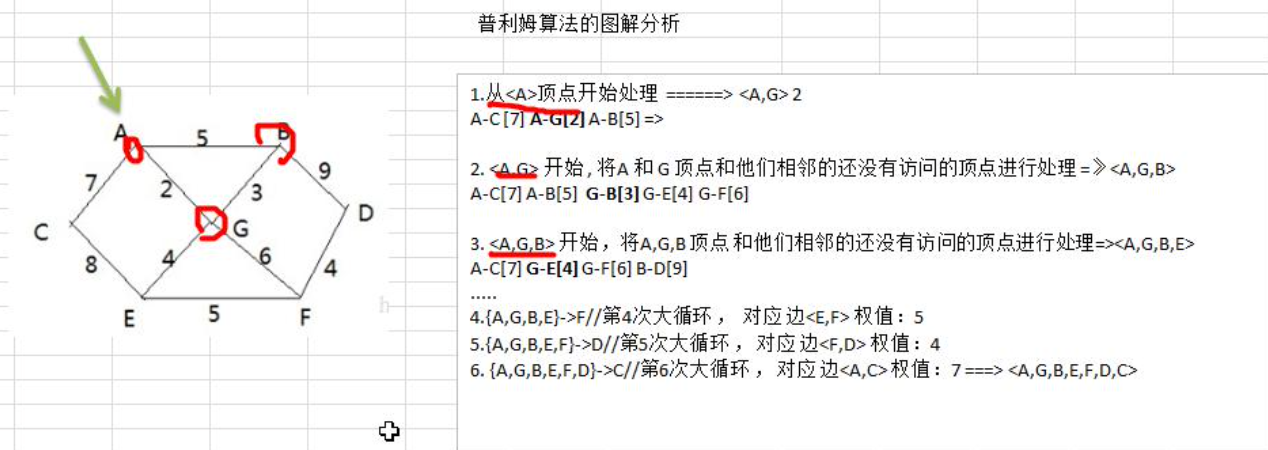 普利姆算法的图解分析
1.从<A>顶点开始处理 ======> <A,G> 2
A-C [7] A-G[2] A-B[5] =>
2. <A,G> 开始 , 将A 和 G 顶点和他们相邻的还没有访问的顶点进行处理 =》<A,G,B>
A-C[7] A-B[5] G-B[3] G-E[4] G-F[6]
3. <A,G,B> 开始，将A,G,B 顶点 和他们相邻的还没有访问的顶点进行处理=><A,G,B,E>
A-C[7] G-E[4] G-F[6] B-D[9]
.....
4.{A,G,B,E}->F//第4次大循环 ， 对应 边<E,F> 权值：5
5.{A,G,B,E,F}->D//第5次大循环 ，对应边<F,D> 权值：4
6. {A,G,B,E,F,D}->C//第6次大循环 ，对应边<A,C> 权值：7 ===> <A,G,B,E,F,D,C>
A
5
B
7
2
3
9
C
G
D
8
4
6
4
E
5
F
h